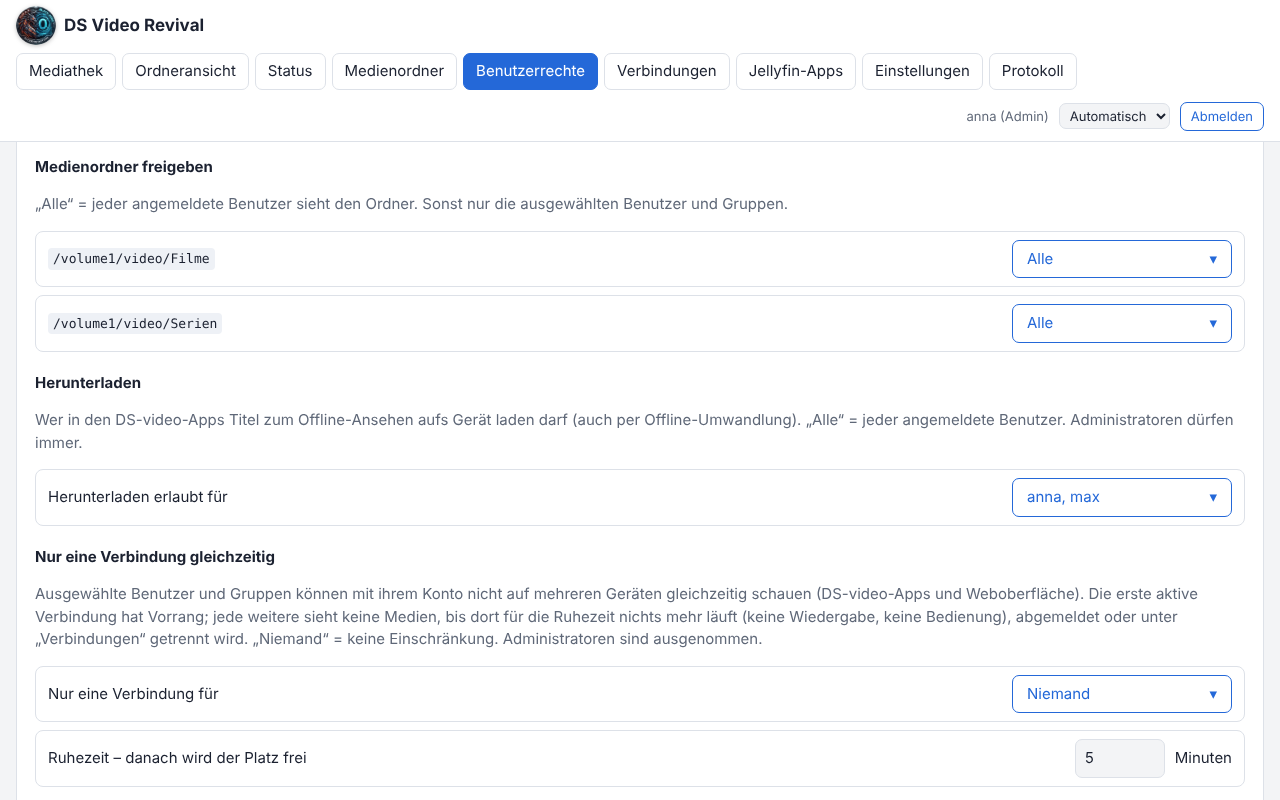 DS Video Revival
Mediathek
Ordneransicht
Status
Medienordner
Benutzerrechte
Verbindungen
Jellyfin-Apps
Einstellungen
Protokoll
anna (Admin)
Automatisch
Abmelden
Medienordner freigeben
„Alle“ = jeder angemeldete Benutzer sieht den Ordner. Sonst nur die ausgewählten Benutzer und Gruppen.
/volume1/video/Filme
Alle
/volume1/video/Serien
Alle
Herunterladen
Wer in den DS-video-Apps Titel zum Offline-Ansehen aufs Gerät laden darf (auch per Offline-Umwandlung). „Alle“ = jeder angemeldete Benutzer. Administratoren dürfen
immer.
Herunterladen erlaubt für
anna, max
Nur eine Verbindung gleichzeitig
Ausgewählte Benutzer und Gruppen können mit ihrem Konto nicht auf mehreren Geräten gleichzeitig schauen (DS-video-Apps und Weboberfläche). Die erste aktive
Verbindung hat Vorrang; jede weitere sieht keine Medien, bis dort für die Ruhezeit nichts mehr läuft (keine Wiedergabe, keine Bedienung), abgemeldet oder unter
„Verbindungen“ getrennt wird. „Niemand“ = keine Einschränkung. Administratoren sind ausgenommen.
Nur eine Verbindung für
Niemand
Ruhezeit – danach wird der Platz frei
5
Minuten